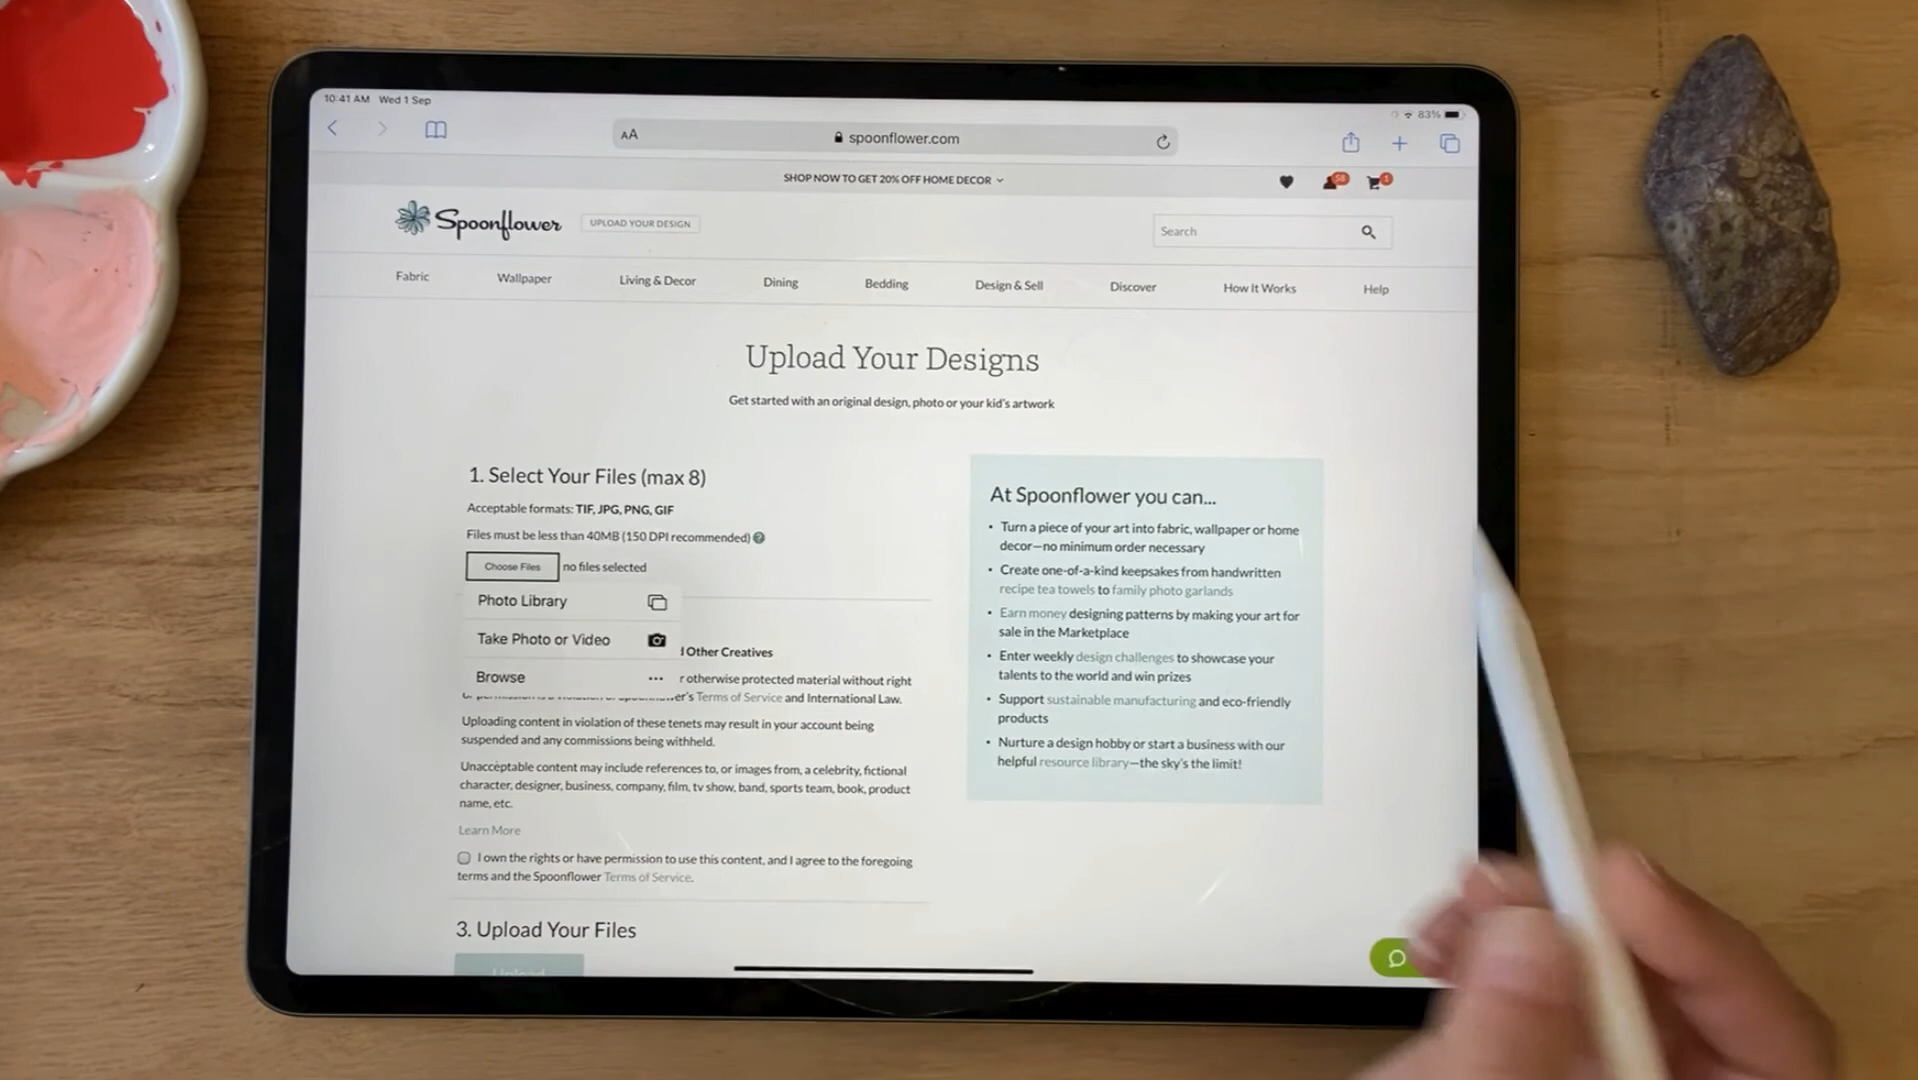 10:41 AM Wed 1 Sep
83%
AA
spoonflower.com
SHOP NOW TO GET 20% OFF HOME DECOR
58
1
Spoonflower
UPLOAD YOUR DESIGN
Search
Fabric
Wallpaper
Living & Decor
Dining
Bedding
Design & Sell
Discover
How It Works
Help
Upload Your Designs
Get started with an original design, photo or your kid's artwork
1. Select Your Files (max 8)
Acceptable formats: TIF, JPG, PNG, GIF
Files must be less than 40MB (150 DPI recommended) ?
Choose Files no files selected
Photo Library
Take Photo or Video
Browse
Other Creatives
r otherwise protected material without right
er's Terms of Service and International Law.
Uploading content in violation of these tenets may result in your account being
suspended and any commissions being withheld.
Unacceptable content may include references to, or images from, a celebrity, fictional
character, designer, business, company, film, tv show, band, sports team, book, product
name, etc.
Learn More
I own the rights or have permission to use this content, and I agree to the foregoing
terms and the Spoonflower Terms of Service.
3. Upload Your Files
Upload
At Spoonflower you can...
• Turn a piece of your art into fabric, wallpaper or home
decor—no minimum order necessary
• Create one-of-a-kind keepsakes from handwritten
recipe tea towels to family photo garlands
• Earn money designing patterns by making your art for
sale in the Marketplace
• Enter weekly design challenges to showcase your
talents to the world and win prizes
• Support sustainable manufacturing and eco-friendly
products
• Nurture a design hobby or start a business with our
helpful resource library—the sky's the limit!